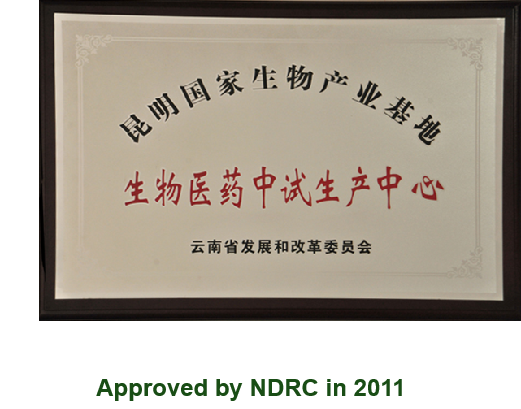 昆明国家生物产业基地
生物医药中试生产中心
云南省发展和改革委员会
Approved by NDRC in 2011